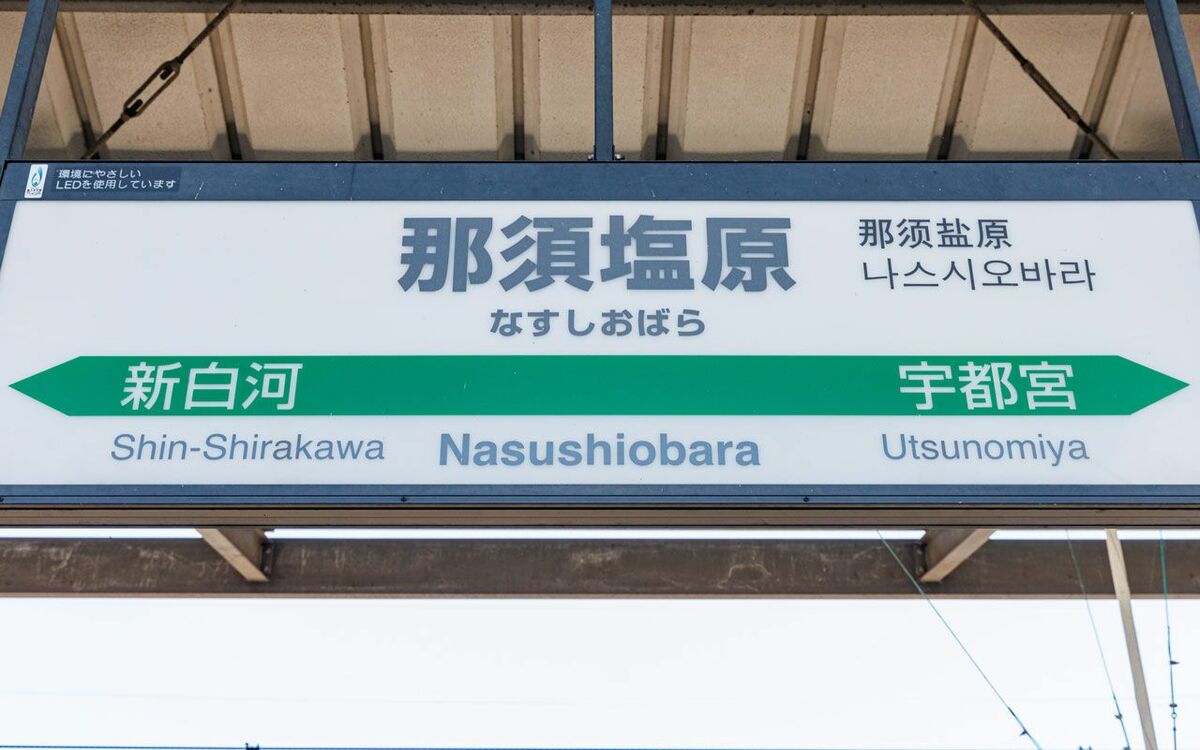 環境にやさしい
LEDを使用しています
那須塩原
那须盐原
나스시오바라
なすしおばら
新白河
宇都宮
Shin-Shirakawa
Nasushiobara
Utsunomiya